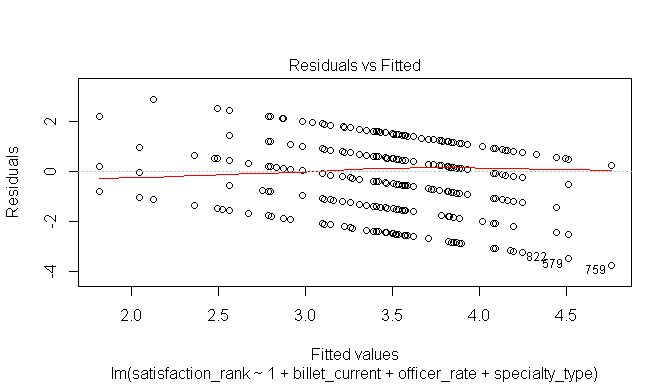 Residuals vs Fitted
Residuals
2
0
-2
-4
822
579
759
2.0 2.5 3.0 3.5 4.0 4.5
Fitted values
lm(satisfaction_rank ~ 1 + billet_current + officer_rate + specialty_type)